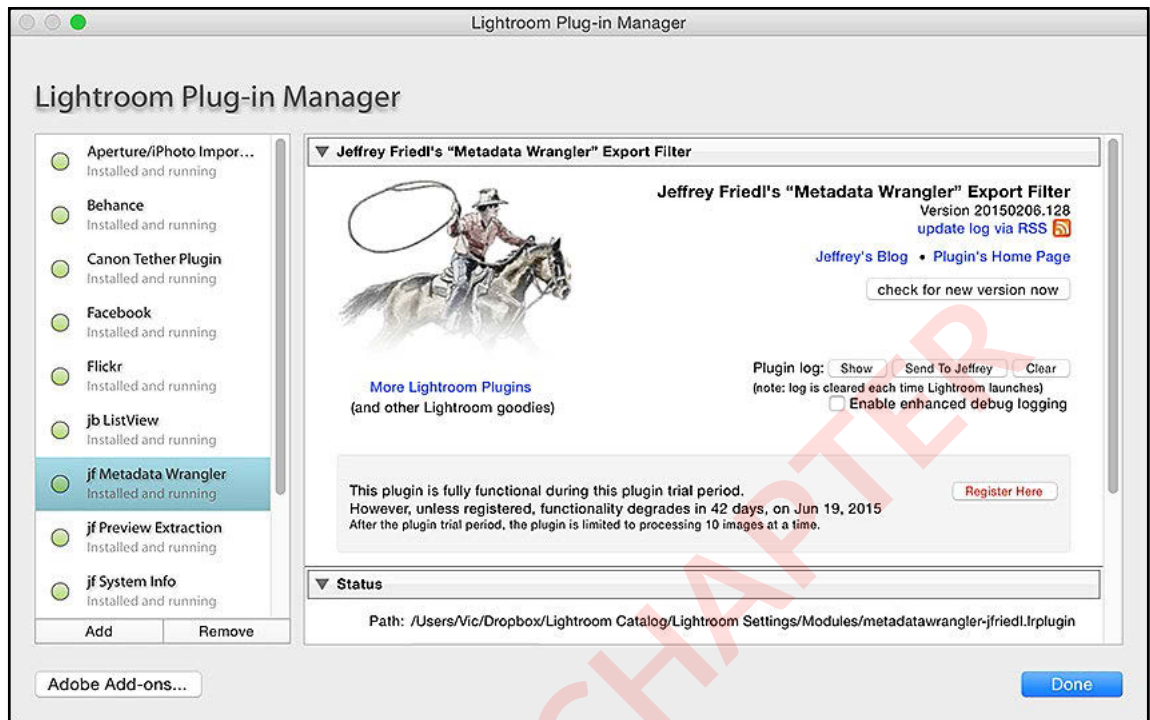 Lightroom Plug-in Manager
Lightroom Plug-in Manager
Aperture/iPhoto Impor...
Installed and running
Behance
Installed and running
Canon Tether Plugin
Installed and running
Facebook
Installed and running
Flickr
Installed and running
jb ListView
Installed and running
jf Metadata Wrangler
Installed and running
jf Preview Extraction
Installed and running
jf System Info
Installed and running
Add Remove
Jeffrey Friedl's “Metadata Wrangler” Export Filter
Jeffrey Friedl's “Metadata Wrangler” Export Filter
Version 20150206.128
update log via RSS
Jeffrey's Blog • Plugin's Home Page
check for new version now
More Lightroom Plugins
(and other Lightroom goodies)
Plugin log: Show Send To Jeffrey Clear
(note: log is cleared each time Lightroom launches)
Enable enhanced debug logging
This plugin is fully functional during this plugin trial period.
However, unless registered, functionality degrades in 42 days, on Jun 19, 2015
After the plugin trial period, the plugin is limited to processing 10 images at a time.
Register Here
Status
Path: /Users/Vic/Dropbox/Lightroom Catalog/Lightroom Settings/Modules/metadatawrangler-jfriedl.lrplugin
Adobe Add-ons...
Done
CHAPTER